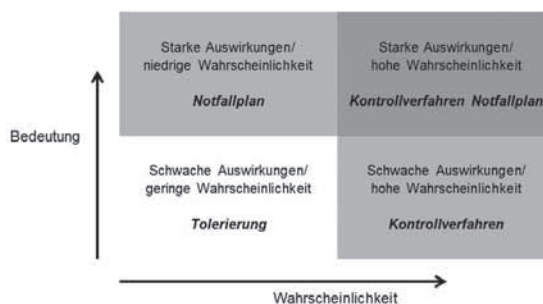 Starke Auswirkungen/
niedrige Wahrscheinlichkeit
Notfallplan
Starke Auswirkungen/
hohe Wahrscheinlichkeit
Kontrollverfahren Notfallplan
Bedeutung
Schwache Auswirkungen/
geringe Wahrscheinlichkeit
Tolerierung
Schwache Auswirkungen/
hohe Wahrscheinlichkeit
Kontrollverfahren
Wahrscheinlichkeit